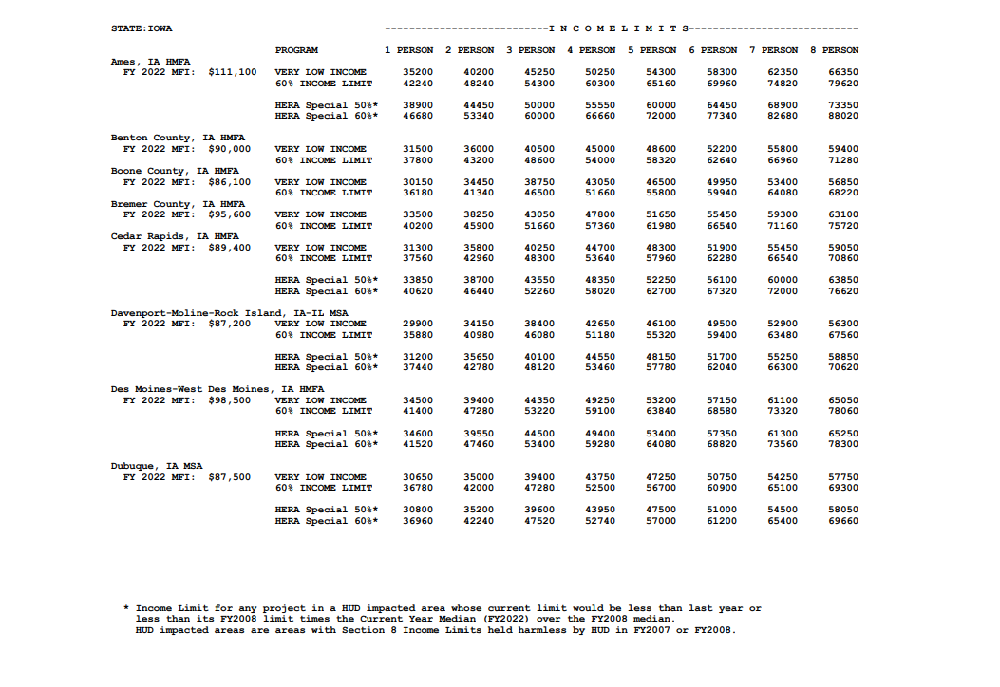 STATE:IOWA ---------------------------I N C O M E L I M I T S----------------------------
PROGRAM 1 PERSON 2 PERSON 3 PERSON 4 PERSON 5 PERSON 6 PERSON 7 PERSON 8 PERSON
Ames, IA HMFA
FY 2022 MFI: $111,100 VERY LOW INCOME 35200 40200 45250 50250 54300 58300 62350 66350
60% INCOME LIMIT 42240 48240 54300 60300 65160 69960 74820 79620
HERA Special 50%* 38900 44450 50000 55550 60000 64450 68900 73350
HERA Special 60%* 46680 53340 60000 66660 72000 77340 82680 88020
Benton County, IA HMFA
FY 2022 MFI: $90,000 VERY LOW INCOME 31500 36000 40500 45000 48600 52200 55800 59400
60% INCOME LIMIT 37800 43200 48600 54000 58320 62640 66960 71280
Boone County, IA HMFA
FY 2022 MFI: $86,100 VERY LOW INCOME 30150 34450 38750 43050 46500 49950 53400 56850
60% INCOME LIMIT 36180 41340 46500 51660 55800 59940 64080 68220
Bremer County, IA HMFA
FY 2022 MFI: $95,600 VERY LOW INCOME 33500 38250 43050 47800 51650 55450 59300 63100
60% INCOME LIMIT 40200 45900 51660 57360 61980 66540 71160 75720
Cedar Rapids, IA HMFA
FY 2022 MFI: $89,400 VERY LOW INCOME 31300 35800 40250 44700 48300 51900 55450 59050
60% INCOME LIMIT 37560 42960 48300 53640 57960 62280 66540 70860
HERA Special 50%* 33850 38700 43550 48350 52250 56100 60000 63850
HERA Special 60%* 40620 46440 52260 58020 62700 67320 72000 76620
Davenport-Moline-Rock Island, IA-IL MSA
FY 2022 MFI: $87,200 VERY LOW INCOME 29900 34150 38400 42650 46100 49500 52900 56300
60% INCOME LIMIT 35880 40980 46080 51180 55320 59400 63480 67560
HERA Special 50%* 31200 35650 40100 44550 48150 51700 55250 58850
HERA Special 60%* 37440 42780 48120 53460 57780 62040 66300 70620
Des Moines-West Des Moines, IA HMFA
FY 2022 MFI: $98,500 VERY LOW INCOME 34500 39400 44350 49250 53200 57150 61100 65050
60% INCOME LIMIT 41400 47280 53220 59100 63840 68580 73320 78060
HERA Special 50%* 34600 39550 44500 49400 53400 57350 61300 65250
HERA Special 60%* 41520 47460 53400 59280 64080 68820 73560 78300
Dubuque, IA MSA
FY 2022 MFI: $87,500 VERY LOW INCOME 30650 35000 39400 43750 47250 50750 54250 57750
60% INCOME LIMIT 36780 42000 47280 52500 56700 60900 65100 69300
HERA Special 50%* 30800 35200 39600 43950 47500 51000 54500 58050
HERA Special 60%* 36960 42240 47520 52740 57000 61200 65400 69660
* Income Limit for any project in a HUD impacted area whose current limit would be less than last year or
less than its FY2008 limit times the Current Year Median (FY2022) over the FY2008 median.
HUD impacted areas are areas with Section 8 Income Limits held harmless by HUD in FY2007 or FY2008.